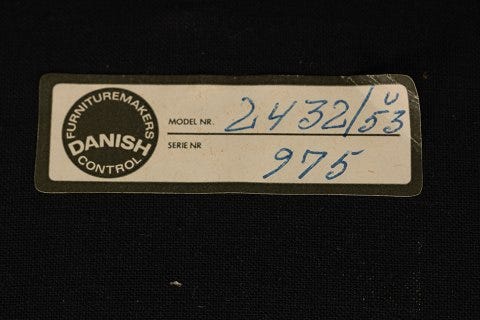 FURNITUREMAKERS
DANISH
CONTROL
MODEL NR. 2432/53 U
SERIE NR 975